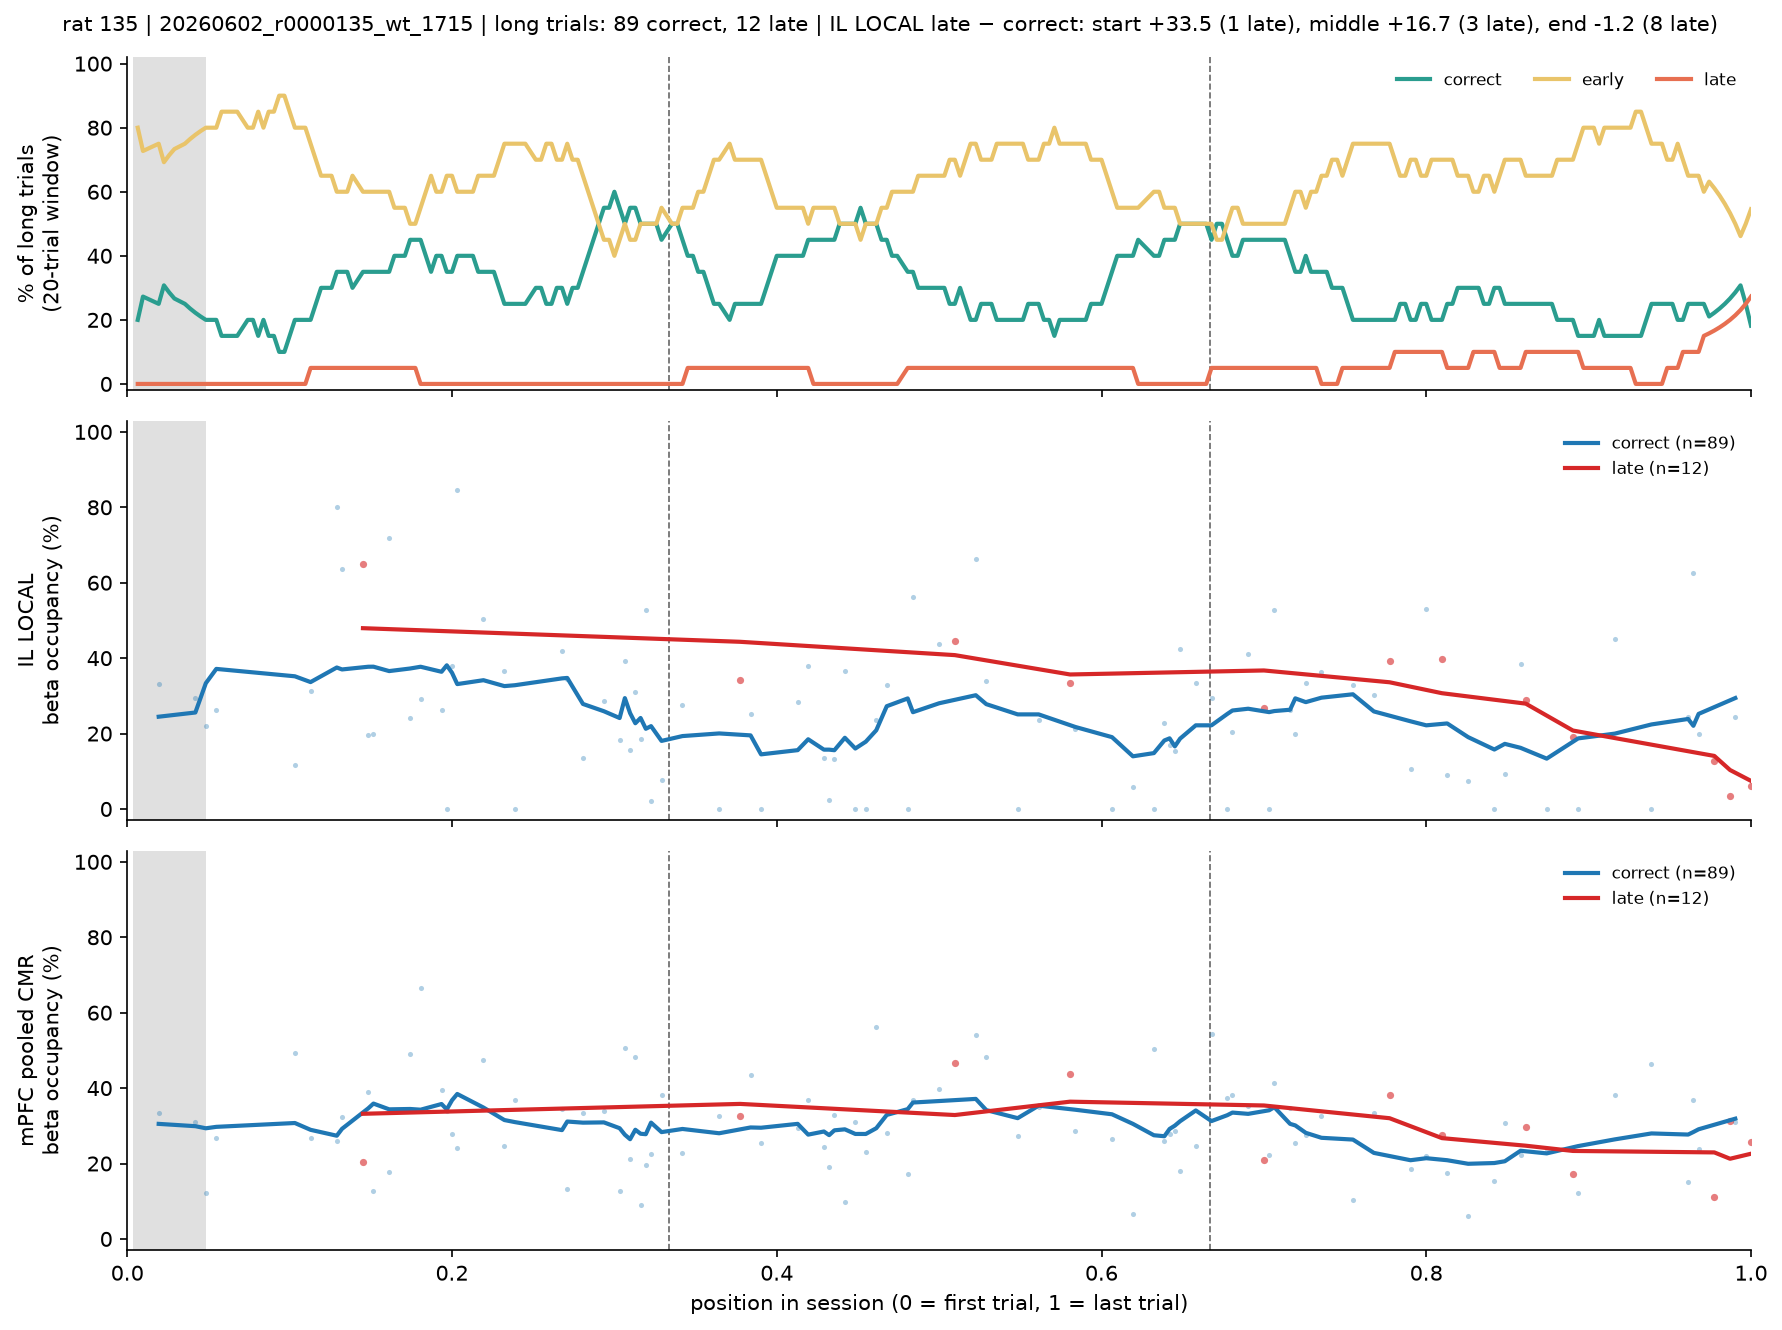 rat 135 | 20260602_r0000135_wt_1715 | long trials: 89 correct, 12 late | IL LOCAL late − correct: start +33.5 (1 late), middle +16.7 (3 late), end -1.2 (8 late)
% of long trials
(20-trial window)
100
80
60
40
20
0
correct
early
late
IL LOCAL
beta occupancy (%)
100
80
60
40
20
0
correct (n=89)
late (n=12)
mPFC pooled CMR
beta occupancy (%)
100
80
60
40
20
0
correct (n=89)
late (n=12)
0.0 0.2 0.4 0.6 0.8 1.0
position in session (0 = first trial, 1 = last trial)